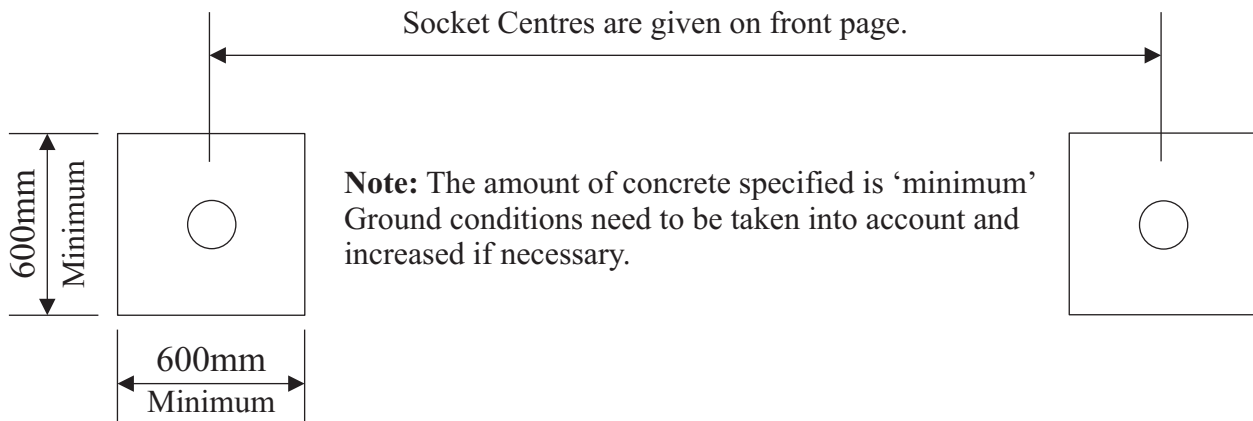 Socket Centres are given on front page.
600mm
Minimum
Note: The amount of concrete specified is ‘minimum’
Ground conditions need to be taken into account and
increased if necessary.
600mm
Minimum